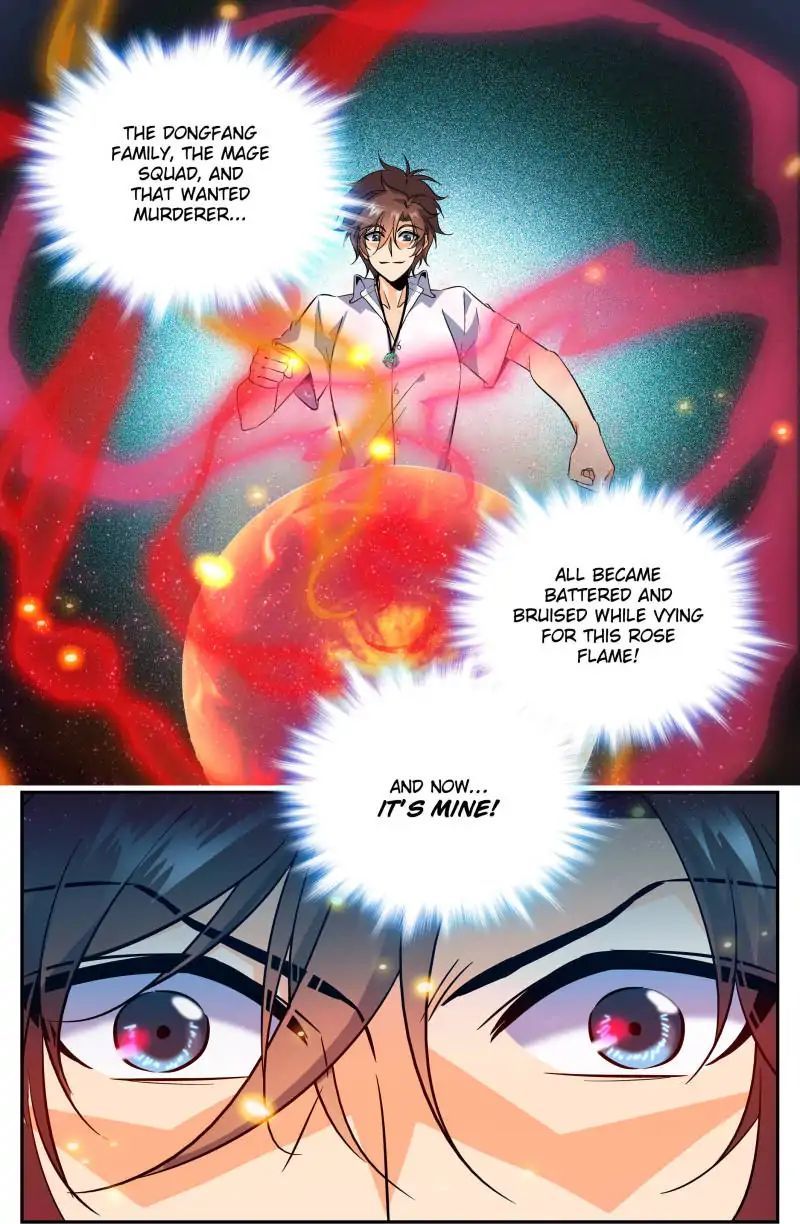 THE DONGFANG
FAMILY, THE MAGE
SQUAD, AND
THAT WANTED
MURDERER...
ALL BECAME
BATTERED AND
BRUISED WHILE VYING
FOR THIS ROSE
FLAME!
AND NOW...
IT'S MINE!